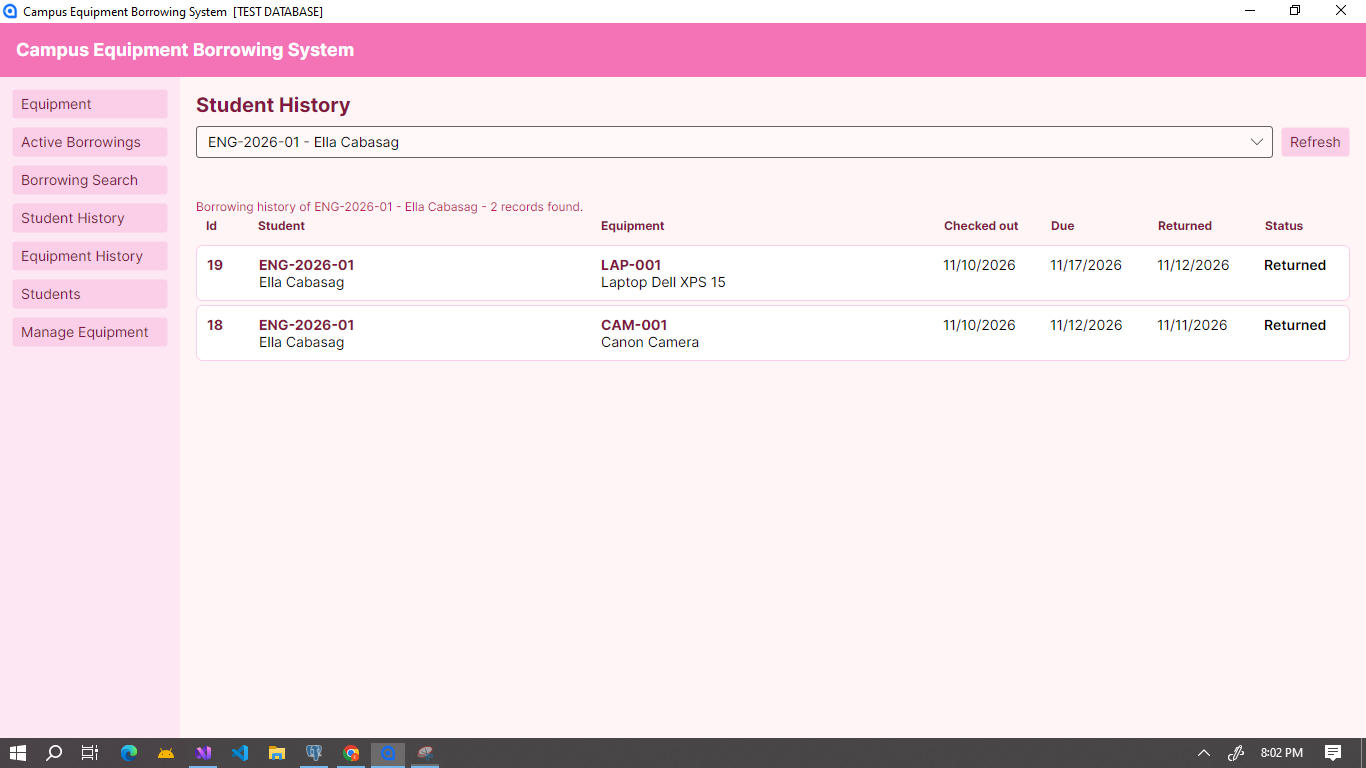 Campus Equipment Borrowing System [TEST DATABASE]
Campus Equipment Borrowing System
Equipment
Active Borrowings
Borrowing Search
Student History
Equipment History
Students
Manage Equipment
Student History
ENG-2026-01 - Ella Cabasag
Refresh
Borrowing history of ENG-2026-01 - Ella Cabasag - 2 records found.
Id Student Equipment Checked out Due Returned Status
19 ENG-2026-01 LAP-001 11/10/2026 11/17/2026 11/12/2026 Returned
Ella Cabasag Laptop Dell XPS 15
18 ENG-2026-01 CAM-001 11/10/2026 11/12/2026 11/11/2026 Returned
Ella Cabasag Canon Camera
8:02 PM